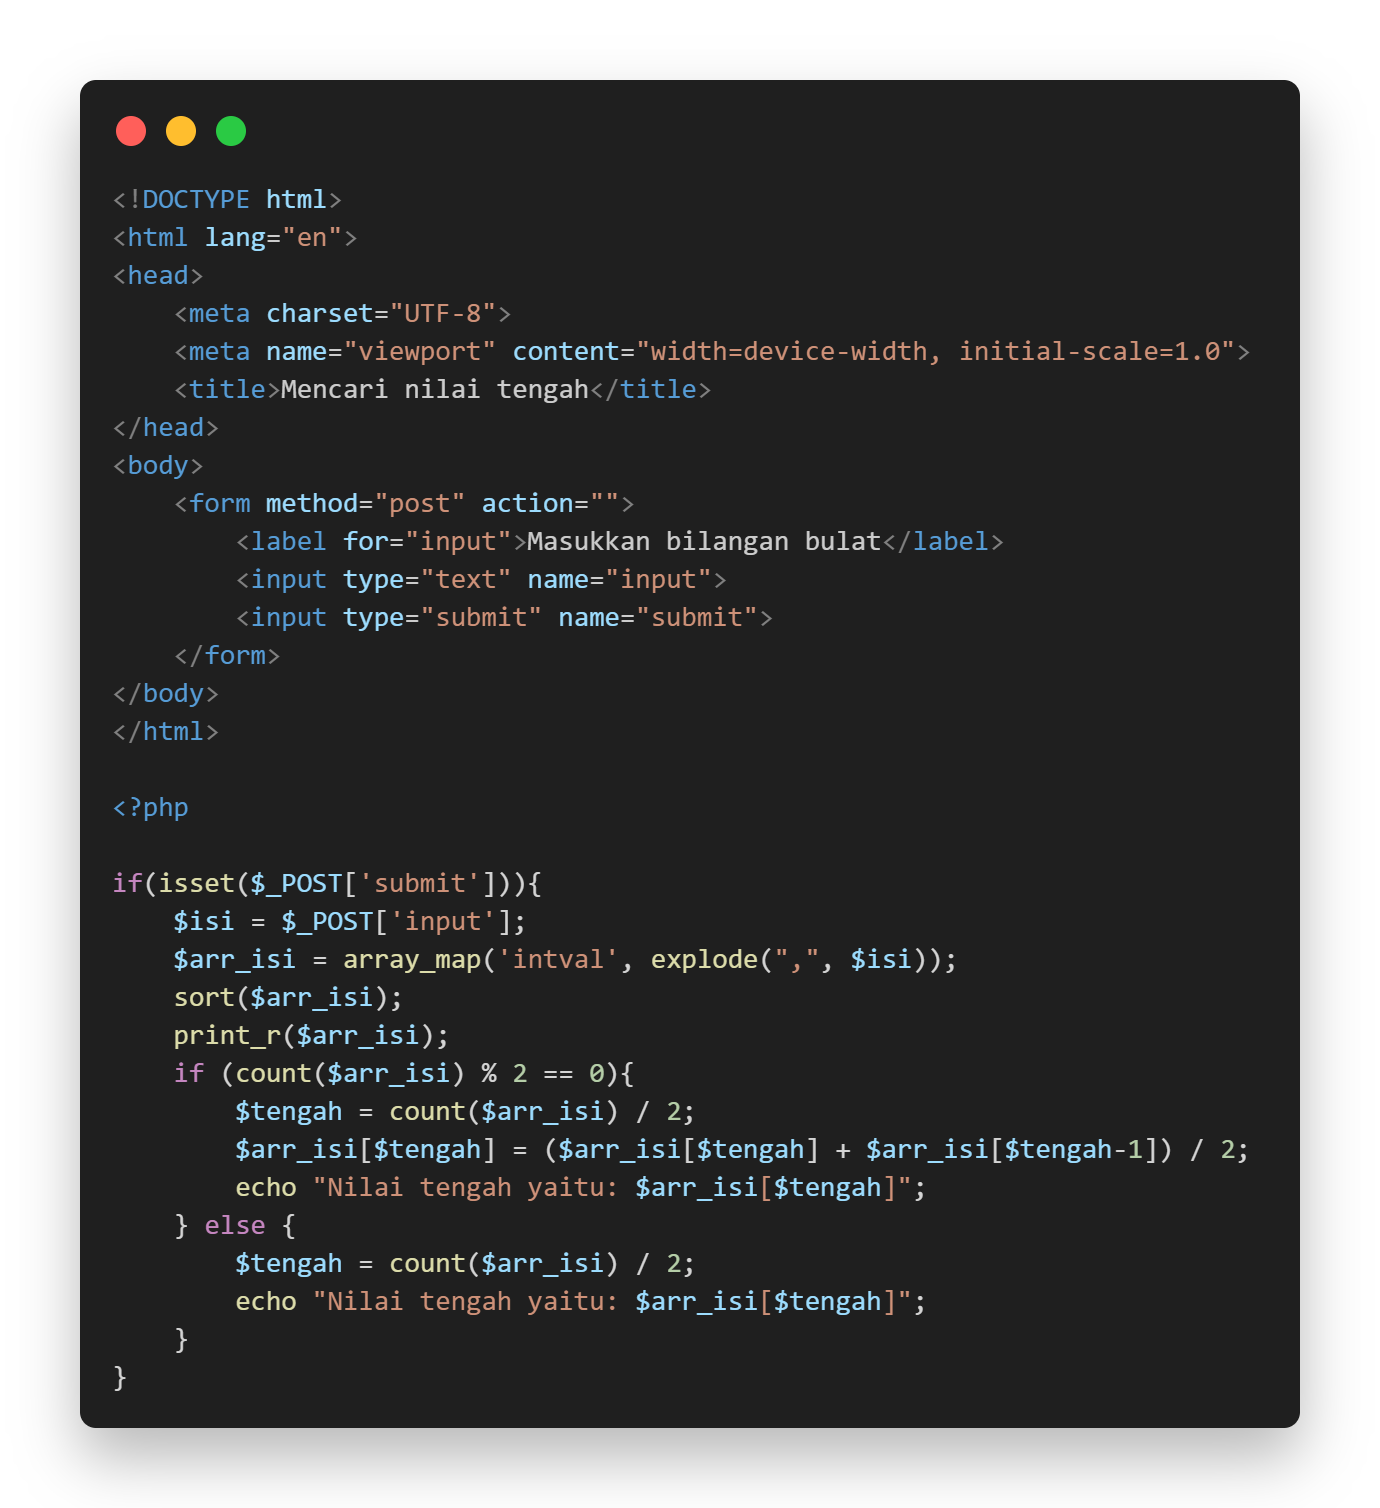 <!DOCTYPE html>
<html lang="en">
<head>
    <meta charset="UTF-8">
    <meta name="viewport" content="width=device-width, initial-scale=1.0">
    <title>Mencari nilai tengah</title>
</head>
<body>
    <form method="post" action="">
        <label for="input">Masukkan bilangan bulat</label>
        <input type="text" name="input">
        <input type="submit" name="submit">
    </form>
</body>
</html>

<?php

if(isset($_POST['submit'])){
    $isi = $_POST['input'];
    $arr_isi = array_map('intval', explode(",", $isi));
    sort($arr_isi);
    print_r($arr_isi);
    if (count($arr_isi) % 2 == 0){
        $tengah = count($arr_isi) / 2;
        $arr_isi[$tengah] = ($arr_isi[$tengah] + $arr_isi[$tengah-1]) / 2;
        echo "Nilai tengah yaitu: $arr_isi[$tengah]";
    } else {
        $tengah = count($arr_isi) / 2;
        echo "Nilai tengah yaitu: $arr_isi[$tengah]";
    }
}